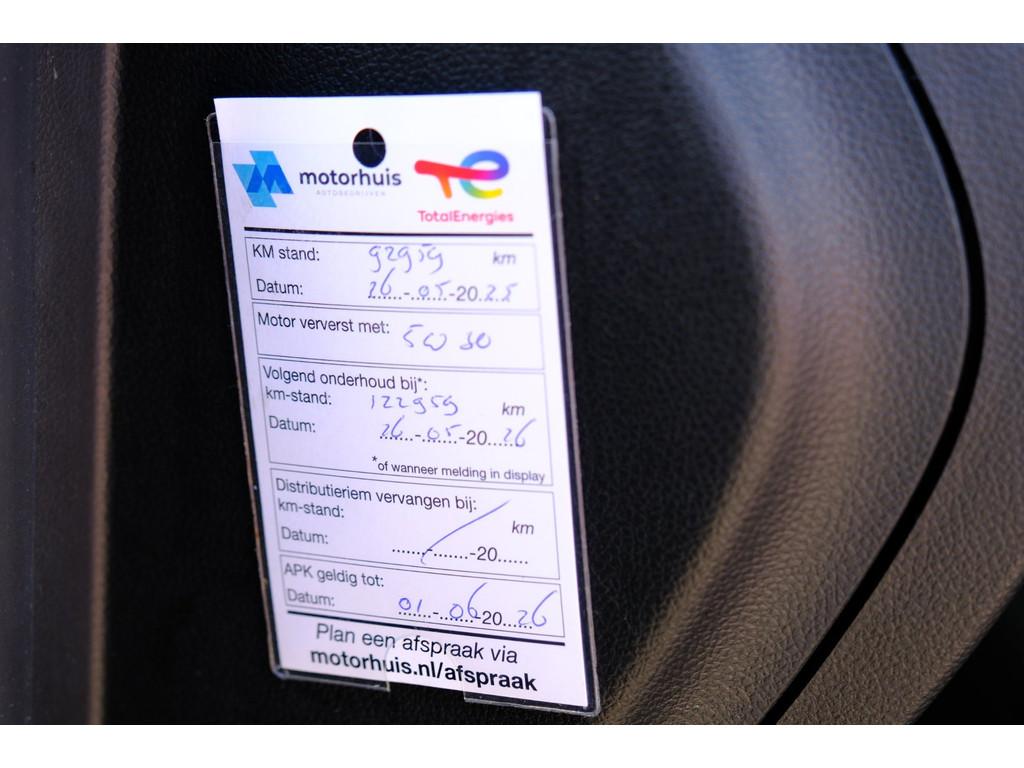 motorhuis
AUTOBEDRIJVEN
TotalEnergies
KM stand: 92959 km
Datum: 26-05-2025
Motor ververst met: 5W30
Volgend onderhoud bij*:
km-stand: 122959 km
Datum: 26-05-2026
*of wanneer melding in display
Distributieriem vervangen bij:
km-stand: km
Datum: ......-.......-20......
APK geldig tot:
Datum: 01-06-2026
Plan een afspraak via
motorhuis.nl/afspraak